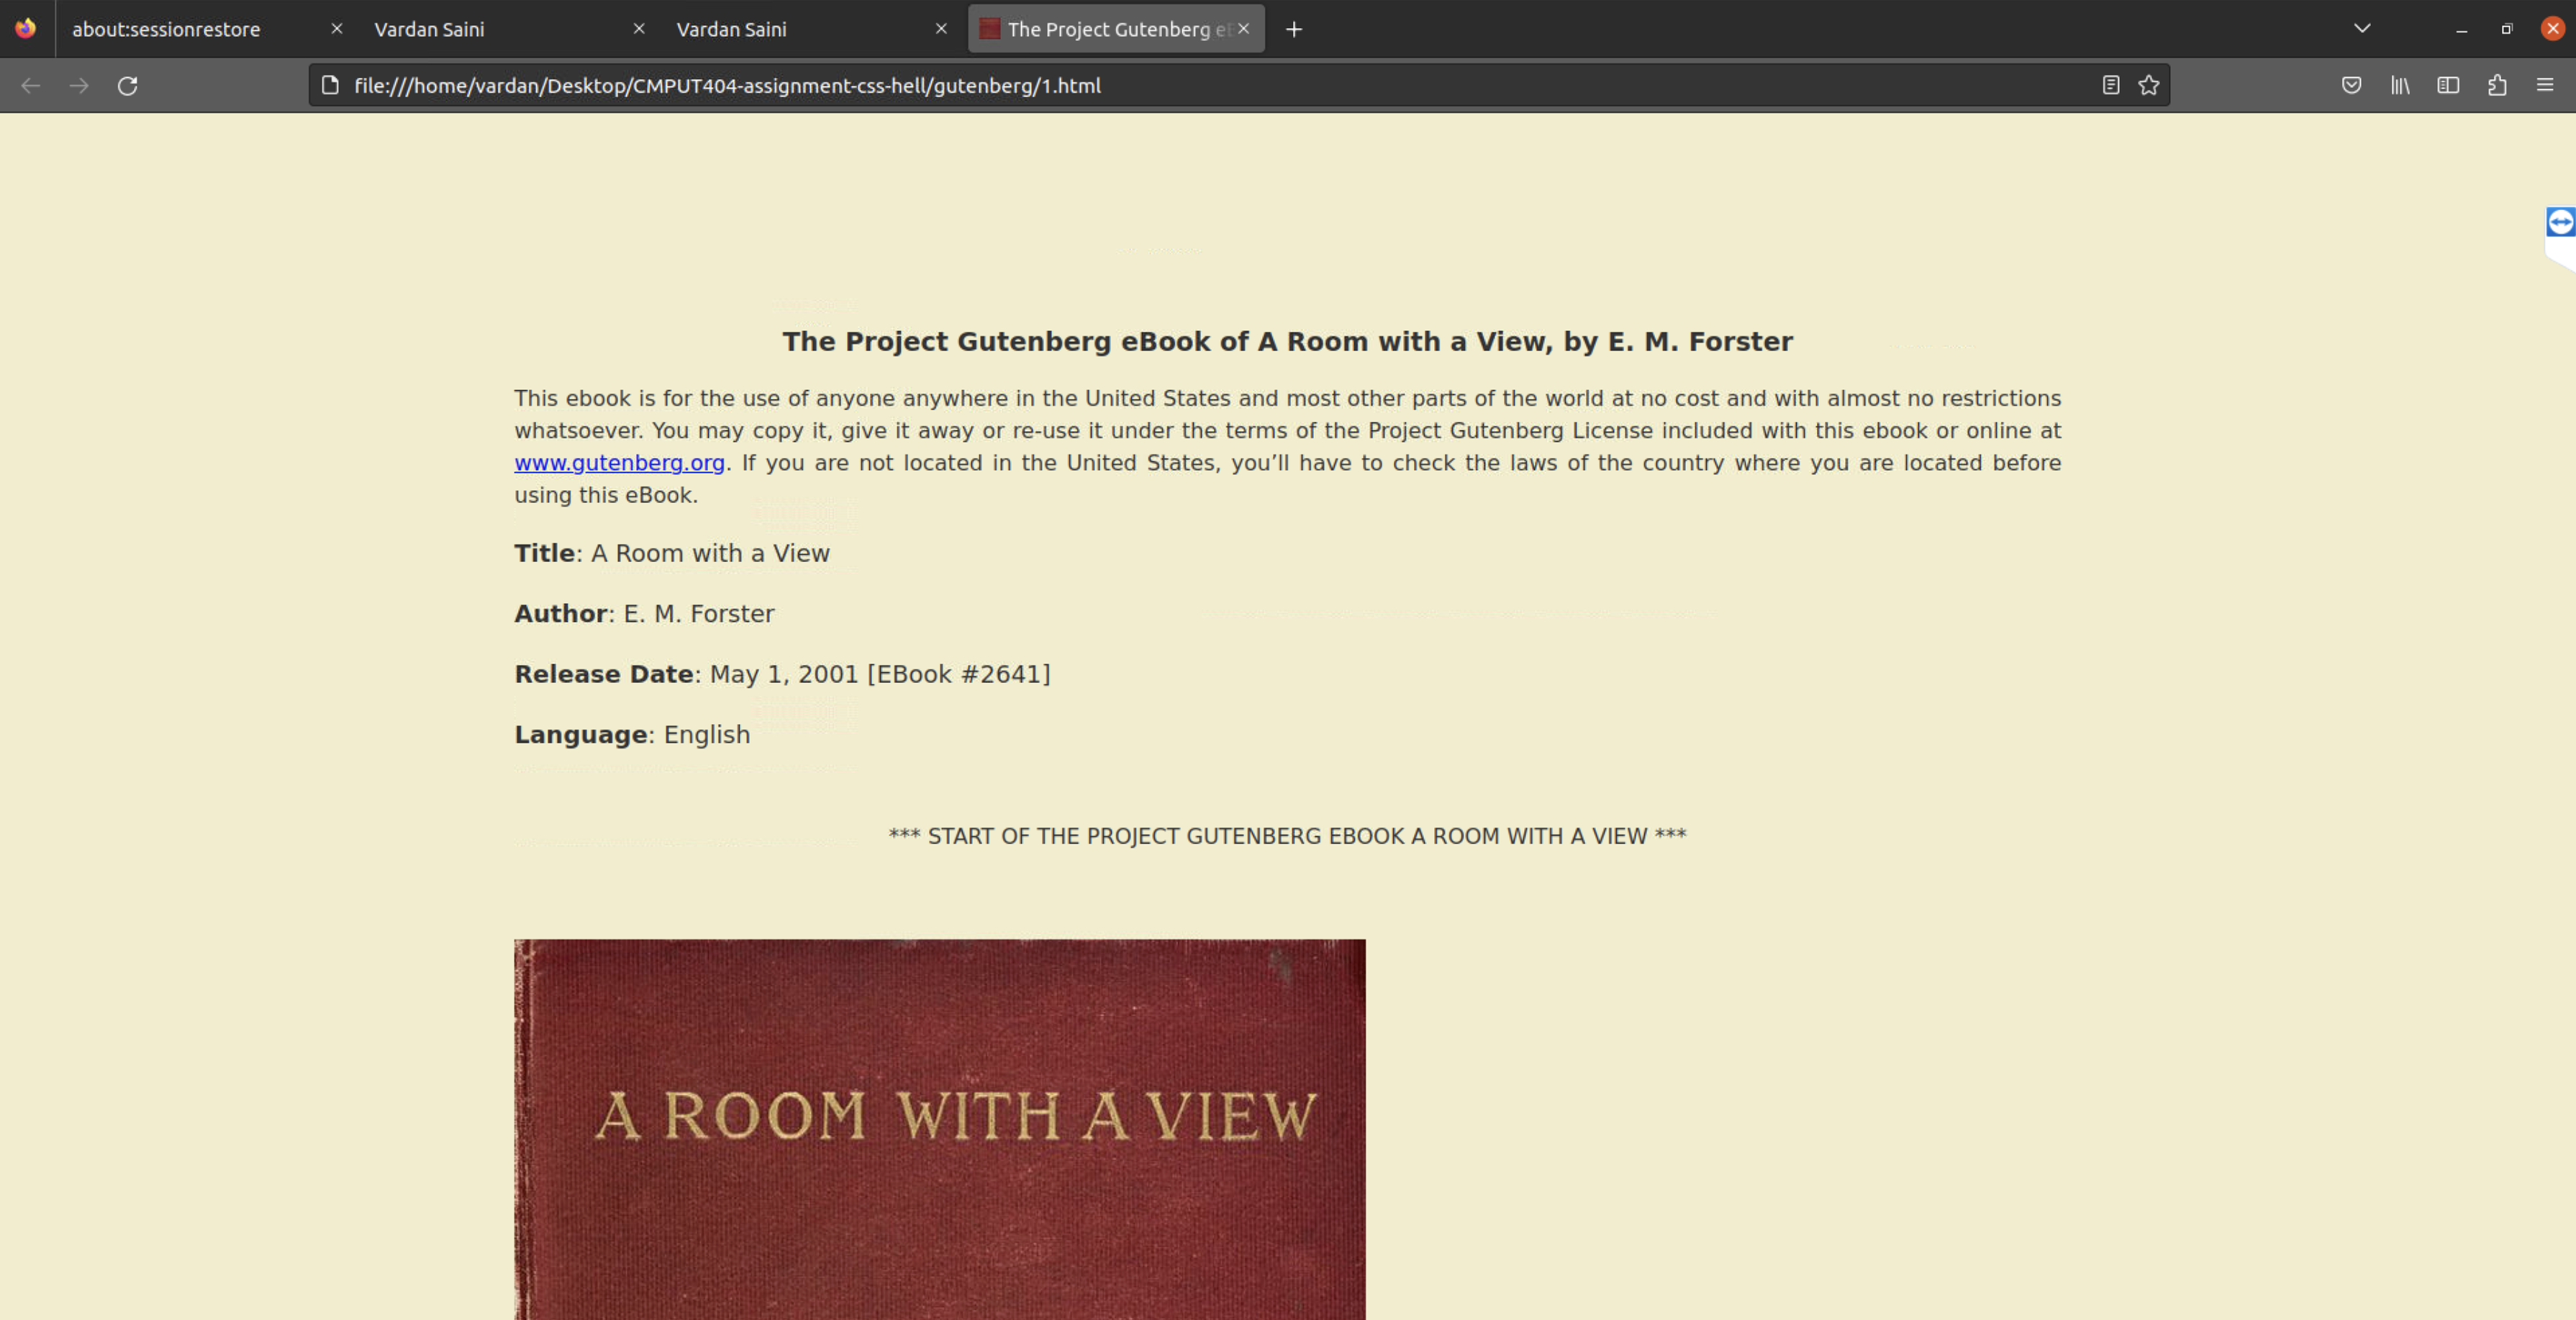 about:sessionrestore
Vardan Saini
Vardan Saini
The Project Gutenberg
file:///home/vardan/Desktop/CMPUT404-assignment-css-hell/gutenberg/1.html
The Project Gutenberg eBook of A Room with a View, by E. M. Forster
This ebook is for the use of anyone anywhere in the United States and most other parts of the world at no cost and with almost no restrictions
whatsoever. You may copy it, give it away or re-use it under the terms of the Project Gutenberg License included with this ebook or online at
www.gutenberg.org. If you are not located in the United States, you’ll have to check the laws of the country where you are located before
using this eBook.
Title: A Room with a View
Author: E. M. Forster
Release Date: May 1, 2001 [EBook #2641]
Language: English
*** START OF THE PROJECT GUTENBERG EBOOK A ROOM WITH A VIEW ***
A ROOM WITH A VIEW